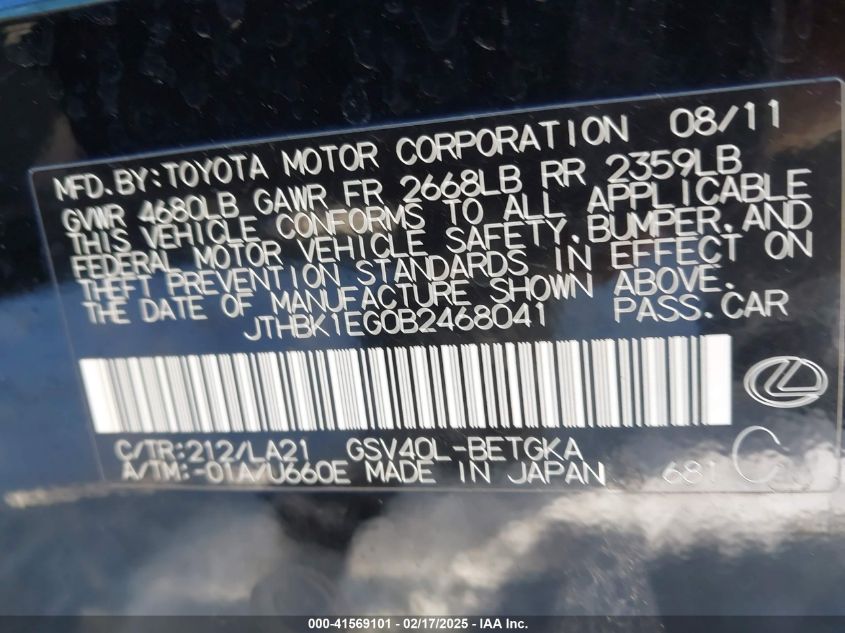 MFD.BY:TOYOTA MOTOR CORPORATION 08/11
GVWR 4680LB GAWR FR 2668LB RR 2359LB
THIS VEHICLE CONFORMS TO ALL APPLICABLE
FEDERAL MOTOR VEHICLE SAFETY,BUMPER,AND
THEFT PREVENTION STANDARDS IN EFFECT ON
THE DATE OF MANUFACTURE SHOWN ABOVE.
JTHBK1EG0B2468041 PASS.CAR
C/TR:212/LA21 GSV40L-BETGKA
A/TM:-01A/U660E MADE IN JAPAN 681 C
000-41569101 - 02/17/2025 - IAA, Inc.